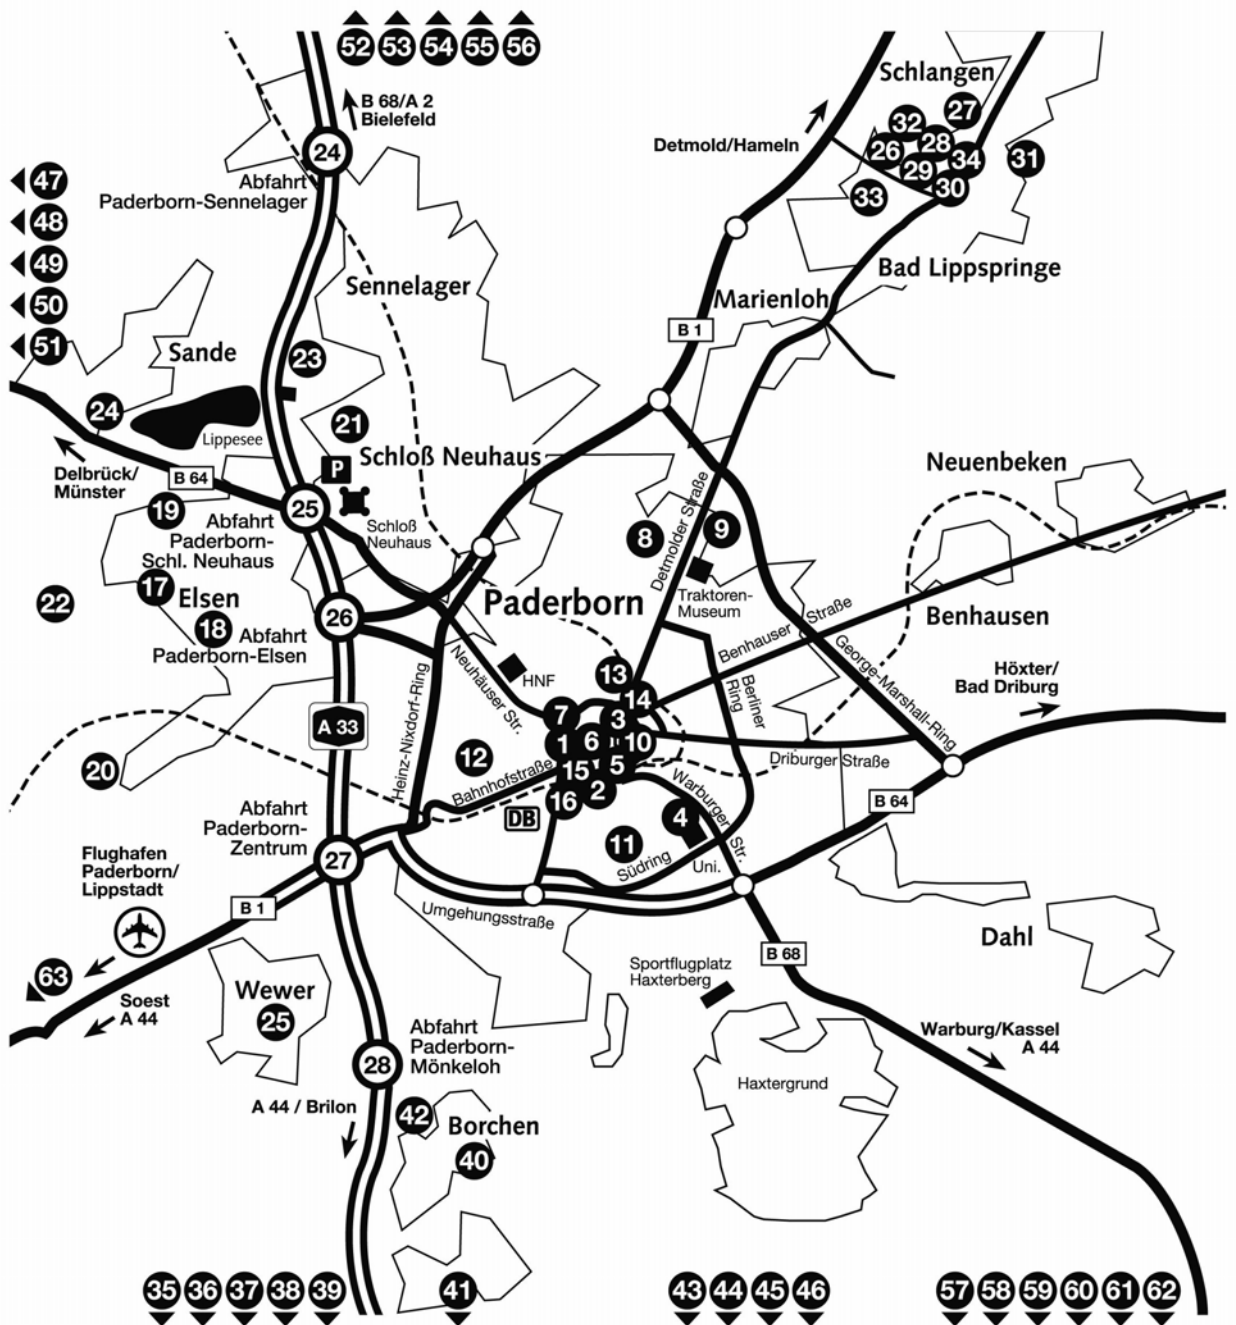 52 53 54 55 56
B 68/A 2
Bielefeld
24
Abfahrt
Paderborn-Sennelager
47
48
49
50
51
Schlangen
27
32
28
26
34
31
29
30
33
Detmold/Hameln
Bad Lippspringe
Marienloh
B 1
Sennelager
Sande
23
24
Lippesee
21
P
Schloß Neuhaus
Delbrück/
Münster
B 64
25
19
Abfahrt
Paderborn-
Schl. Neuhaus
Schloß
Neuhaus
Neuenbeken
8
9
Detmolder Straße
Traktoren-
Museum
22
17
Elsen
18
26
Abfahrt
Paderborn-Elsen
Paderborn
Benhausen
Benhauser Straße
George-Marshall-Ring
Höxter/
Bad Driburg
HNF
Neuhäuser Str.
Heinz-Nixdorf-Ring
Berliner
Ring
13
14
7
3
1
6
10
15
5
16
2
A 33
12
20
Bahnhofstraße
Driburger Straße
Warburger Str.
DB
4
11
Uni.
Südring
B 64
Abfahrt
Paderborn-
Zentrum
27
Flughafen
Paderborn/
Lippstadt
B 1
Umgehungsstraße
63
Soest
A 44
Wewer
25
Sportflugplatz
Haxterberg
B 68
Dahl
Abfahrt
Paderborn-
Mönkeloh
28
Warburg/Kassel
A 44
Haxtergrund
A 44 / Brilon
42
Borchen
40
35 36 37 38 39
41
43 44 45 46
57 58 59 60 61 62